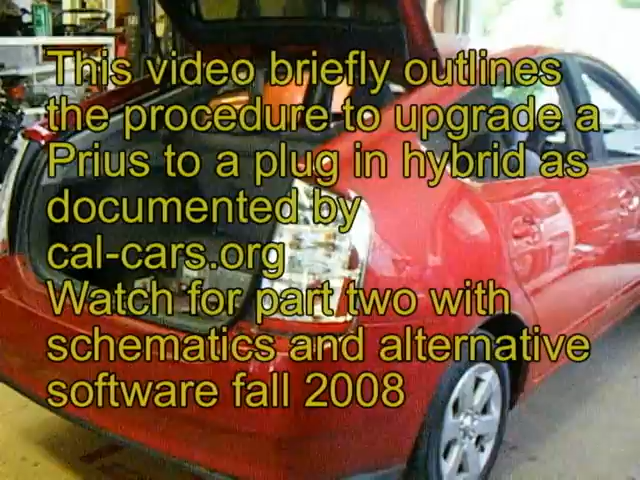 This video briefly outlines
the procedure to upgrade a
Prius to a plug in hybrid as
documented by
cal-cars.org
Watch for part two with
schematics and alternative
software fall 2008